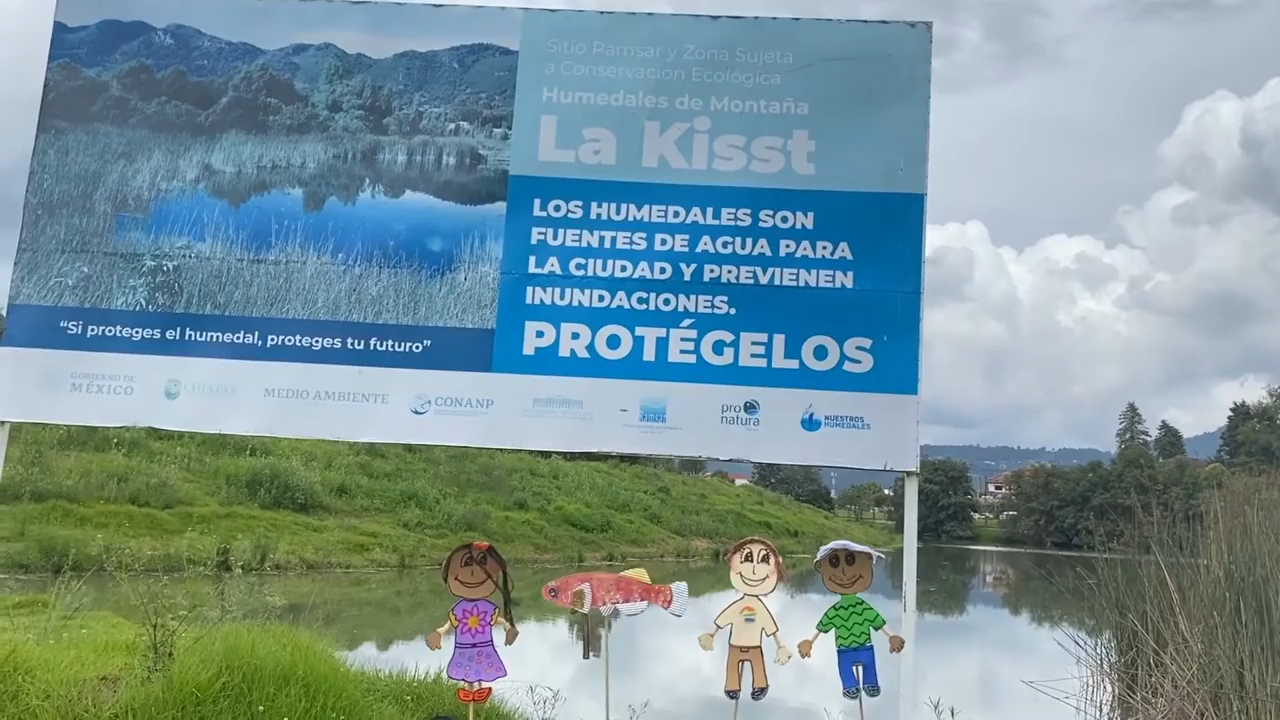 Sitio Ramsar y Zona Sujeta
a Conservación Ecológica
Humedales de Montaña
La Kisst
LOS HUMEDALES SON
FUENTES DE AGUA PARA
LA CIUDAD Y PREVIENEN
INUNDACIONES.
PROTÉGELOS
“Si proteges el humedal, proteges tu futuro”
GOBIERNO DE
MÉXICO
CHIAPAS
MEDIO AMBIENTE
CONANP
pro
natura
NUESTROS
HUMEDALES